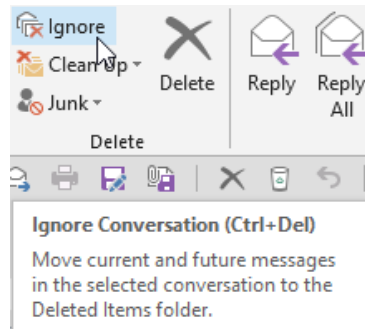 Ignore
Clean Up
Junk
Delete
Reply
Reply
All
Delete
Ignore Conversation (Ctrl+Del)
Move current and future messages
in the selected conversation to the
Deleted Items folder.